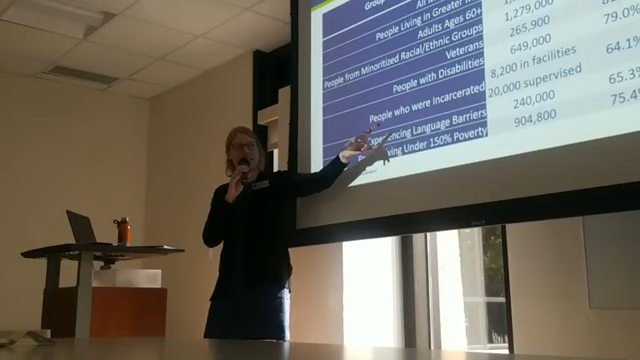 Group
All M
People Living in Greater M
Adults Ages 60+
1,279,000
People from Minoritized Racial/Ethnic Groups
265,900
79.0%
Veterans
649,000
People with Disabilities
8,200 in facilities
64.1%
20,000 supervised
People who were Incarcerated
65.3%
240,000
Experiencing Language Barriers
75.4
904,800
Living Under 150% Poverty